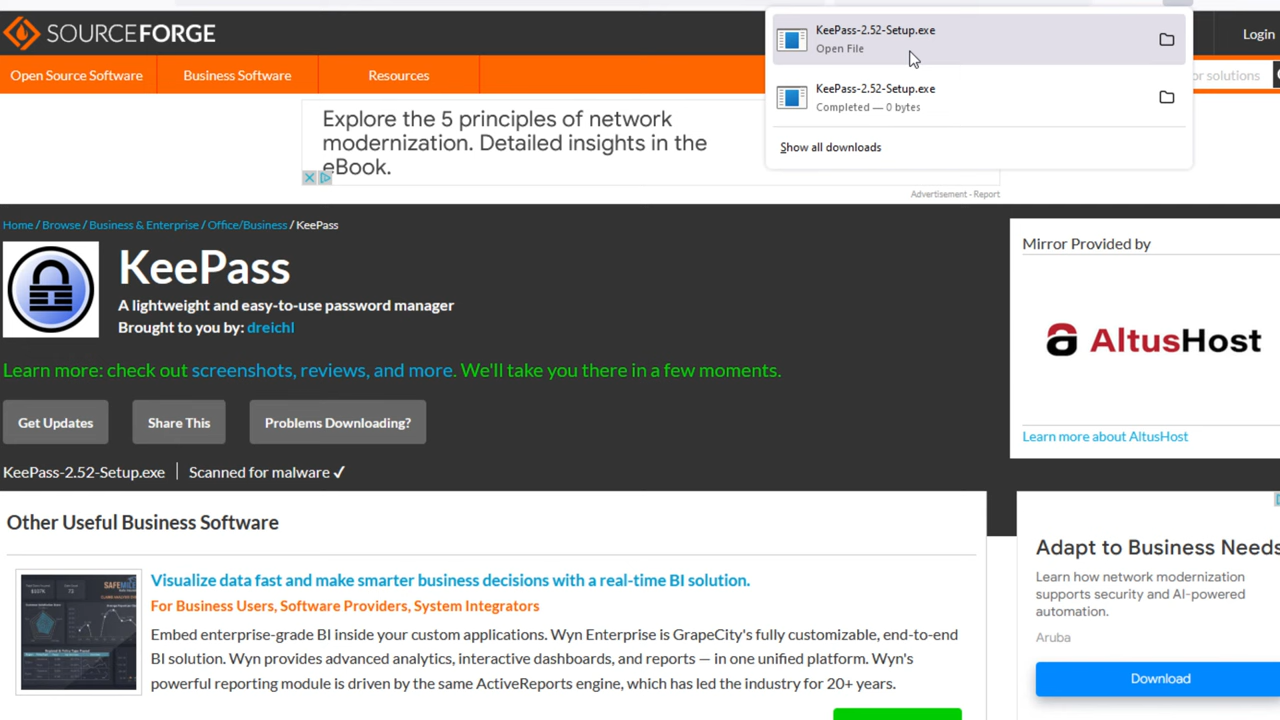 SOURCEFORGE
Login
Open Source Software
Business Software
Resources
or solutions
KeePass-2.52-Setup.exe
Open File
KeePass-2.52-Setup.exe
Completed — 0 bytes
Show all downloads
Explore the 5 principles of network
modernization. Detailed insights in the
eBook.
Advertisement - Report
Home / Browse / Business & Enterprise / Office/Business / KeePass
KeePass
A lightweight and easy-to-use password manager
Brought to you by: dreichl
Learn more: check out screenshots, reviews, and more. We'll take you there in a few moments.
Get Updates
Share This
Problems Downloading?
KeePass-2.52-Setup.exe
Scanned for malware ✓
Mirror Provided by
AltusHost
Learn more about AltusHost
Other Useful Business Software
Visualize data fast and make smarter business decisions with a real-time BI solution.
For Business Users, Software Providers, System Integrators
Embed enterprise-grade BI inside your custom applications. Wyn Enterprise is GrapeCity's fully customizable, end-to-end
BI solution. Wyn provides advanced analytics, interactive dashboards, and reports — in one unified platform. Wyn's
powerful reporting module is driven by the same ActiveReports engine, which has led the industry for 20+ years.
Adapt to Business Needs
Learn how network modernization
supports security and AI-powered
automation.
Aruba
Download